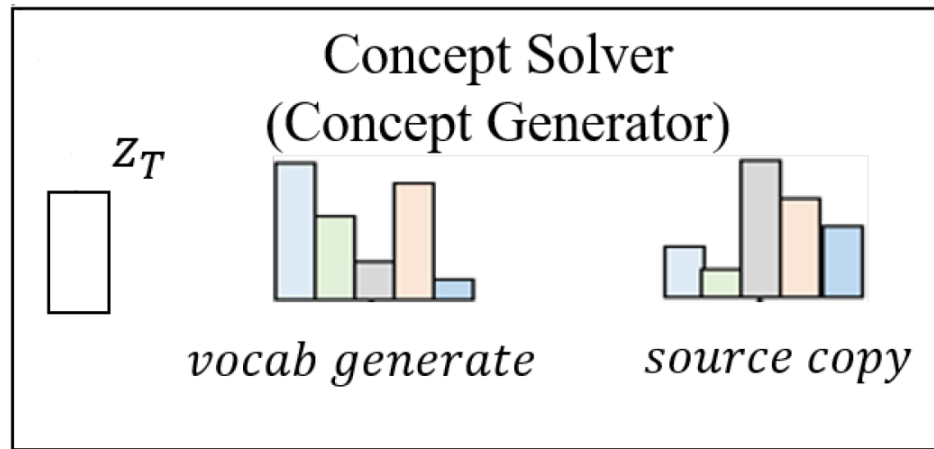 Concept Solver
(Concept Generator)
z_T
vocab generate
source copy